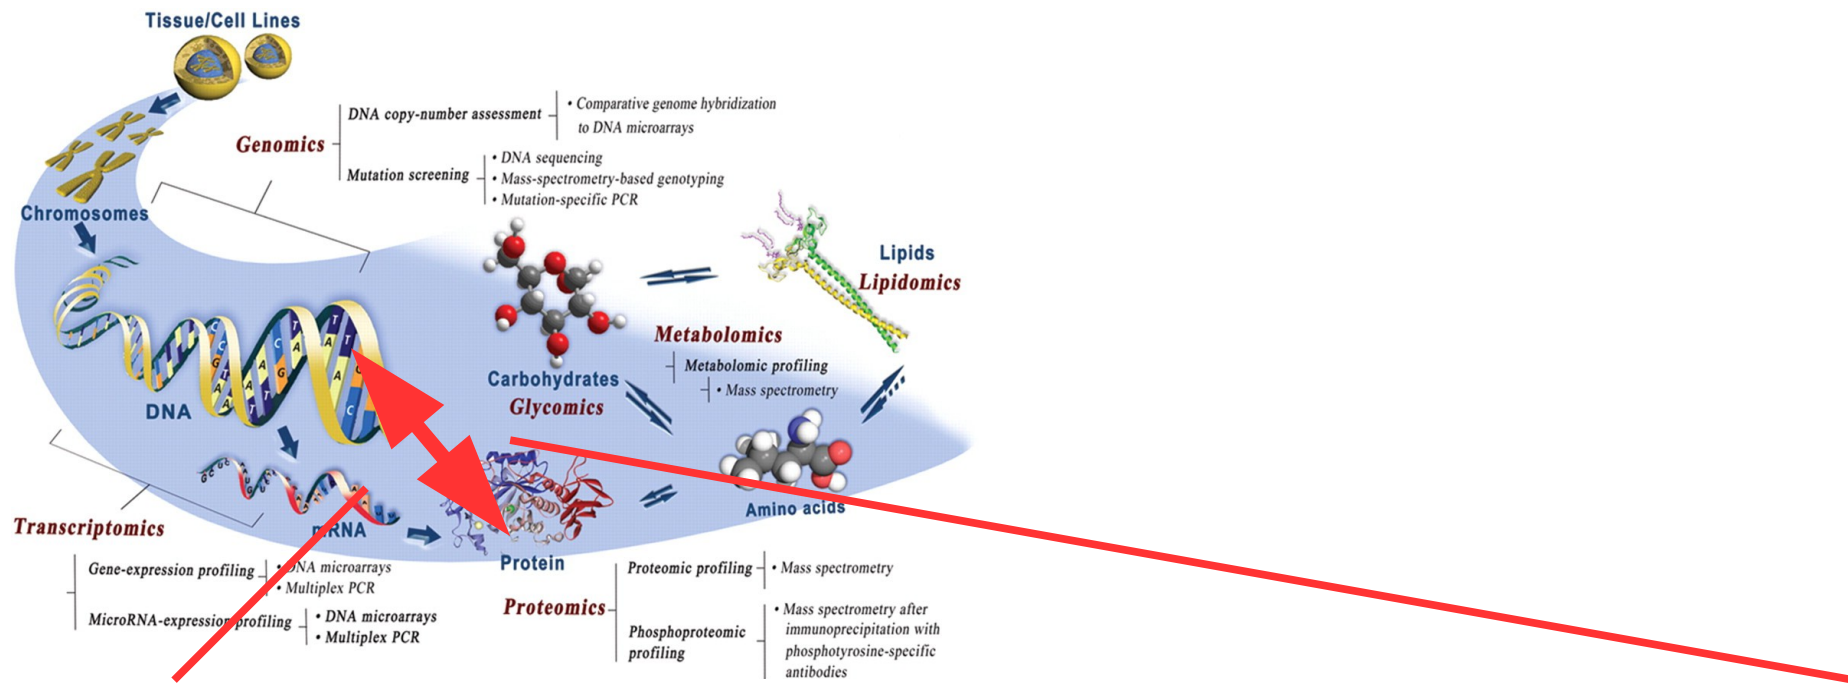 Tissue/Cell Lines
DNA copy-number assessment
• Comparative genome hybridization
to DNA microarrays
Genomics
Mutation screening
• DNA sequencing
• Mass-spectrometry-based genotyping
• Mutation-specific PCR
Chromosomes
Lipids
Lipidomics
Metabolomics
Metabolomic profiling
• Mass spectrometry
Carbohydrates
Glycomics
DNA
Amino acids
Transcriptomics
mRNA
Protein
Gene-expression profiling
• DNA microarrays
• Multiplex PCR
MicroRNA-expression profiling
• DNA microarrays
• Multiplex PCR
Proteomics
Proteomic profiling
• Mass spectrometry
Phosphoproteomic
profiling
• Mass spectrometry after
immunoprecipitation with
phosphotyrosine-specific
antibodies